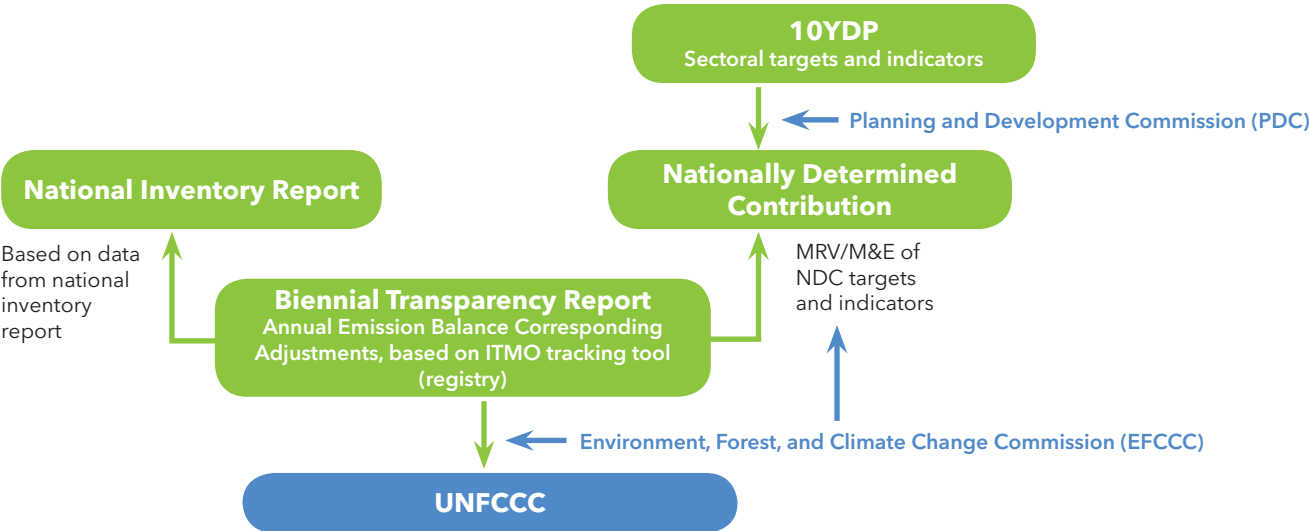 10YDP
Sectoral targets and indicators
Planning and Development Commission (PDC)
National Inventory Report
Nationally Determined
Contribution
Based on data
from national
inventory
report
MRV/M&E of
NDC targets
and indicators
Biennial Transparency Report
Annual Emission Balance Corresponding
Adjustments, based on ITMO tracking tool
(registry)
Environment, Forest, and Climate Change Commission (EFCCC)
UNFCCC